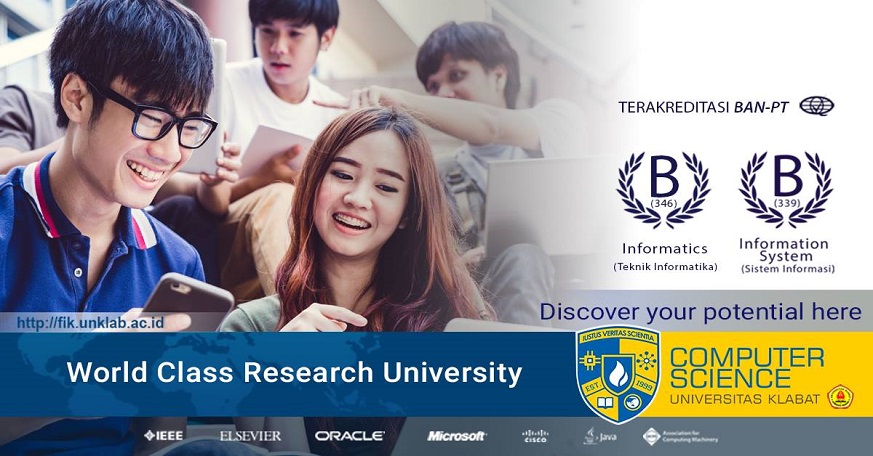 TERAKREDITASI BAN-PT
B
(346)
Informatics
(Teknik Informatika)
B
(339)
Information
System
(Sistem Informasi)
http://fik.unklab.ac.id
Discover your potential here
World Class Research University
JUSTUS VERITAS SCIENTIA
EST.
1999
COMPUTER
SCIENCE
UNIVERSITAS KLABAT
IEEE
ELSEVIER
ORACLE
Microsoft
CISCO
Java
acm
Association for
Computing Machinery